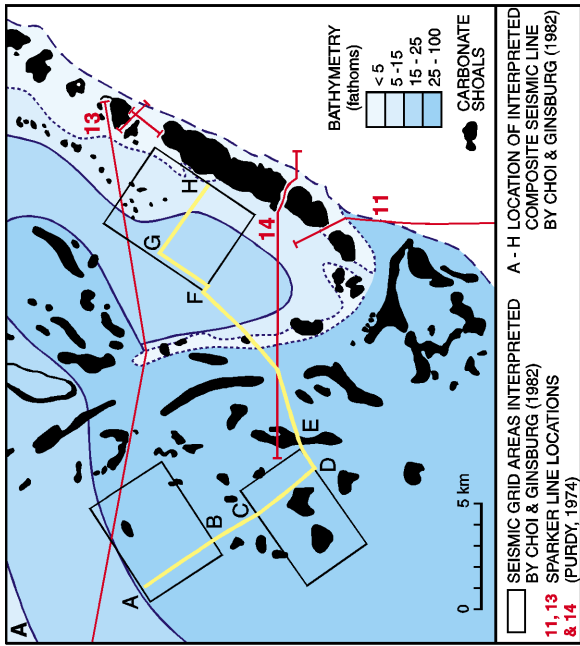 A
13
14
11
A
B
C
D
E
F
G
H
0
5 km
BATHYMETRY
(fathoms)
< 5
5 -15
15 - 25
25 - 100
CARBONATE
SHOALS
SEISMIC GRID AREAS INTERPRETED
BY CHOI & GINSBURG (1982)
11, 13
& 14
SPARKER LINE LOCATIONS
(PURDY, 1974)
A - H LOCATION OF INTERPRETED
COMPOSITE SEISMIC LINE
BY CHOI & GINSBURG (1982)